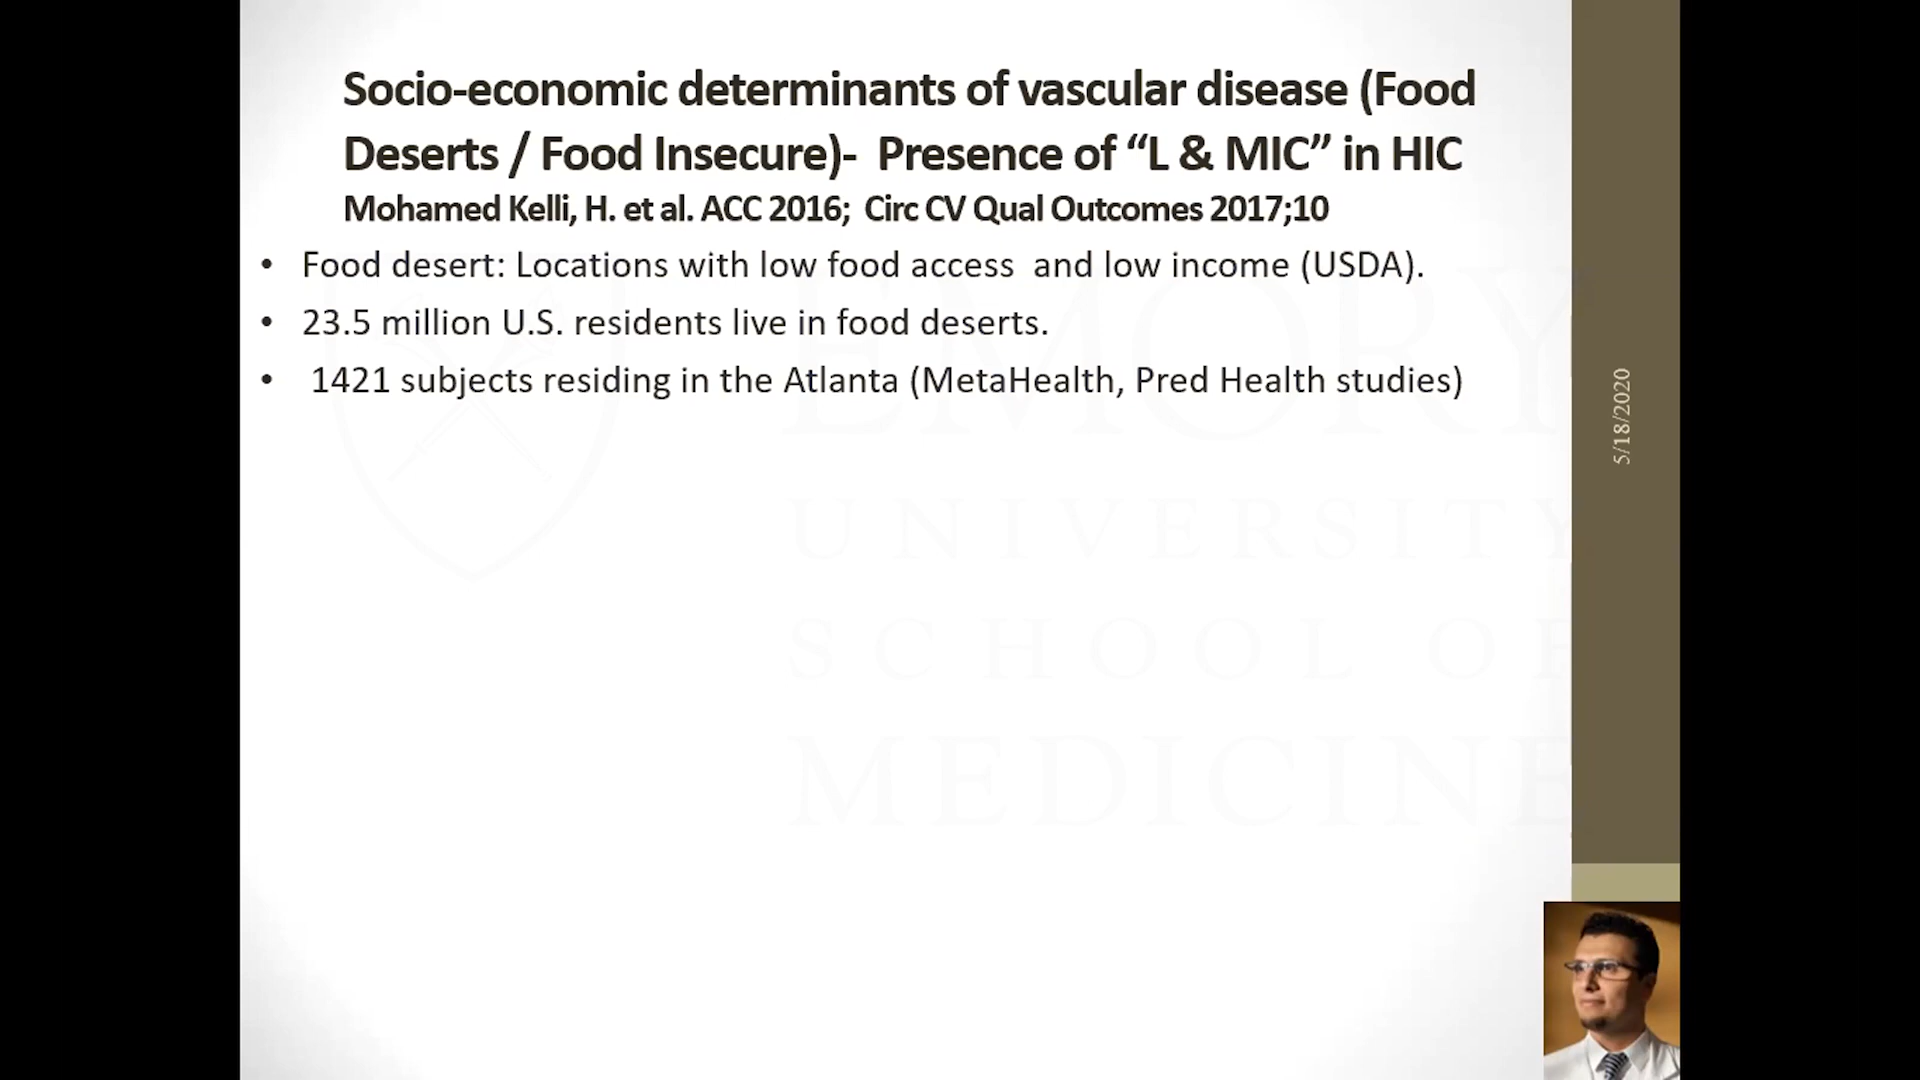 Socio-economic determinants of vascular disease (Food
Deserts / Food Insecure)-  Presence of “L & MIC” in HIC
Mohamed Kelli, H. et al. ACC 2016;  Circ CV Qual Outcomes 2017;10
• Food desert: Locations with low food access  and low income (USDA).
• 23.5 million U.S. residents live in food deserts.
• 1421 subjects residing in the Atlanta (MetaHealth, Pred Health studies)
EMORY
UNIVERSITY
SCHOOL OF
MEDICINE
5/18/2020